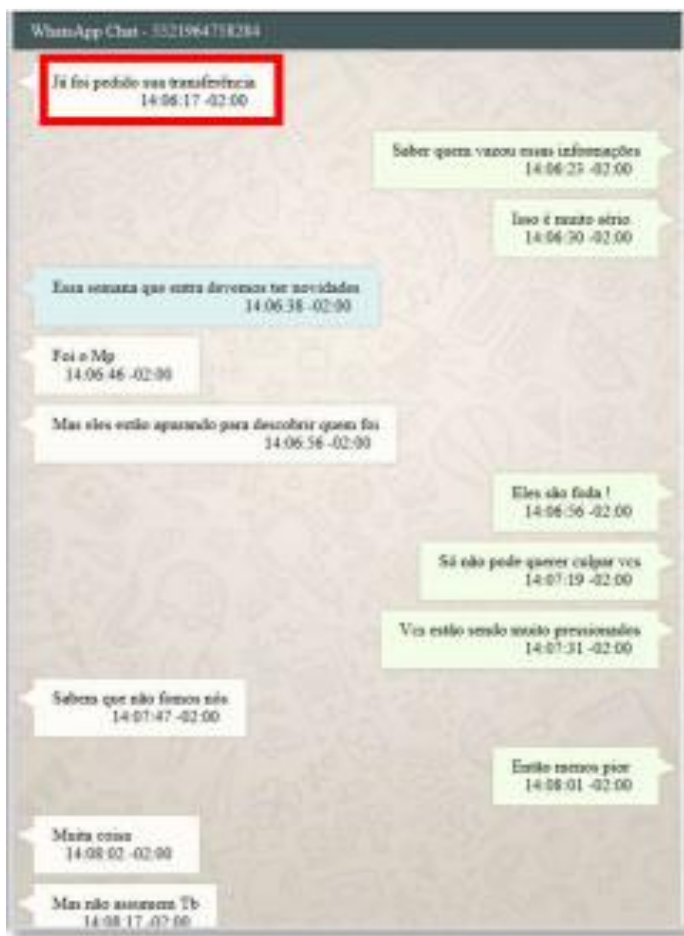 WhatsApp Chat - 5521964758284
Já foi pedido sua transferência
14:06:17 -02:00
Saber quem vazou essas informações
14:06:23 -02:00
Isso é muito sério
14:06:30 -02:00
Essa semana que entra devemos ter novidades
14:06:38 -02:00
Foi o Mp
14:06:46 -02:00
Mas eles estão apurando para descobrir quem foi
14:06:56 -02:00
Eles são foda !
14:06:56 -02:00
Só não pode querer culpar vcs
14:07:19 -02:00
Vcs estão sendo muito pressionados
14:07:31 -02:00
Sabem que não fomos nós
14:07:47 -02:00
Então menos pior
14:08:01 -02:00
Muita coisa
14:08:02 -02:00
Mas não assumem Tb
14:08:17 -02:00